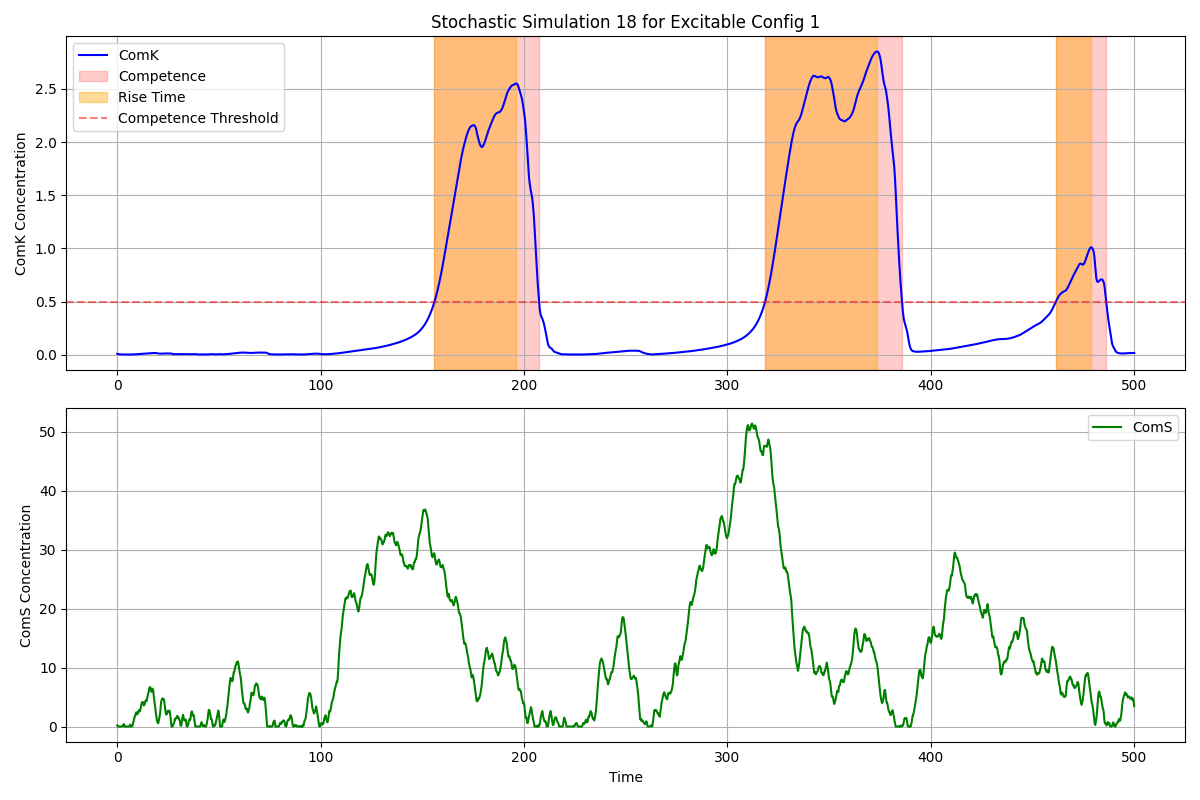 Stochastic Simulation 18 for Excitable Config 1
ComK
Competence
Rise Time
Competence Threshold
ComK Concentration
2.5
2.0
1.5
1.0
0.5
0.0
0 100 200 300 400 500
ComS
ComS Concentration
50
40
30
20
10
0
0 100 200 300 400 500
Time